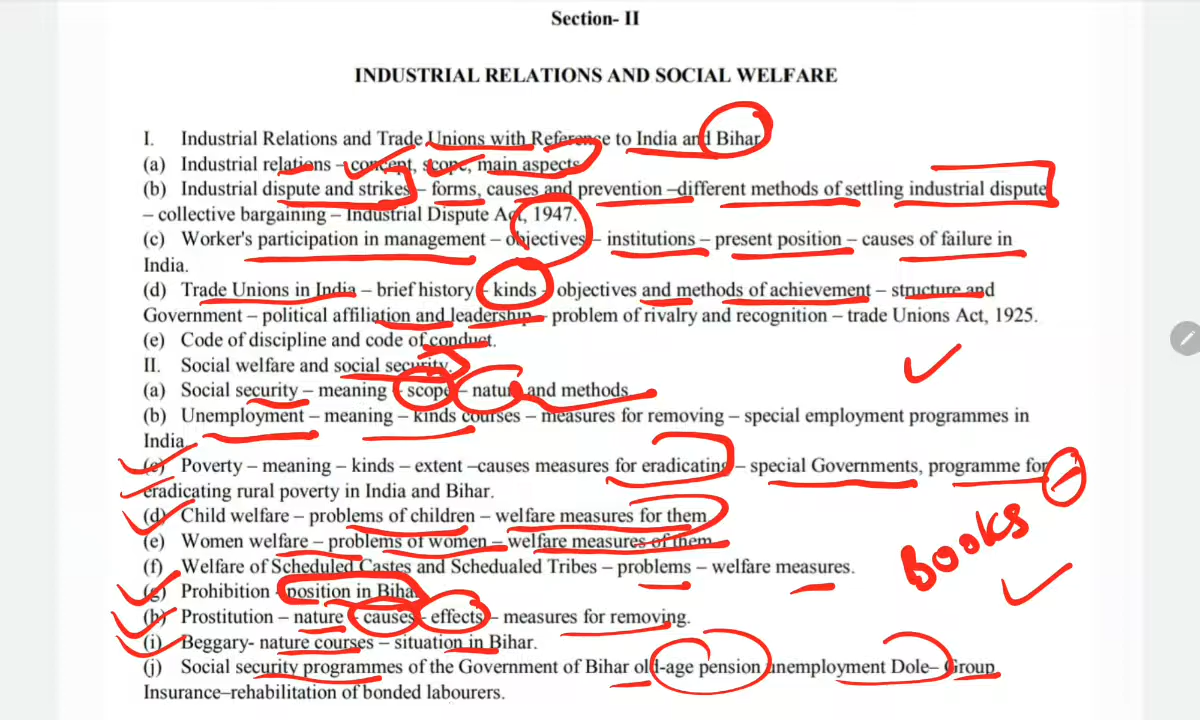 Section- II
INDUSTRIAL RELATIONS AND SOCIAL WELFARE
I. Industrial Relations and Trade Unions with Reference to India and Bihar
(a) Industrial relations – concept, scope, main aspects
(b) Industrial dispute and strikes – forms, causes and prevention –different methods of settling industrial dispute
– collective bargaining – Industrial Dispute Act, 1947.
(c) Worker's participation in management – objectives – institutions – present position – causes of failure in
India.
(d) Trade Unions in India – brief history – kinds – objectives and methods of achievement – structure and
Government – political affiliation and leadership – problem of rivalry and recognition – trade Unions Act, 1925.
(e) Code of discipline and code of conduct.
II. Social welfare and social security.
(a) Social security – meaning – scope – nature and methods
(b) Unemployment – meaning – kinds courses – measures for removing – special employment programmes in
India
(c) Poverty – meaning – kinds – extent –causes measures for eradicating – special Governments, programme for
eradicating rural poverty in India and Bihar.
(d) Child welfare – problems of children – welfare measures for them
(e) Women welfare – problems of women – welfare measures of them
(f) Welfare of Scheduled Castes and Schedualed Tribes – problems – welfare measures.
(g) Prohibition – position in Bihar
(h) Prostitution – nature – causes – effects – measures for removing.
(i) Beggary- nature courses – situation in Bihar.
(j) Social security programmes of the Government of Bihar old-age pension unemployment Dole– Group
Insurance–rehabilitation of bonded labourers.
Books